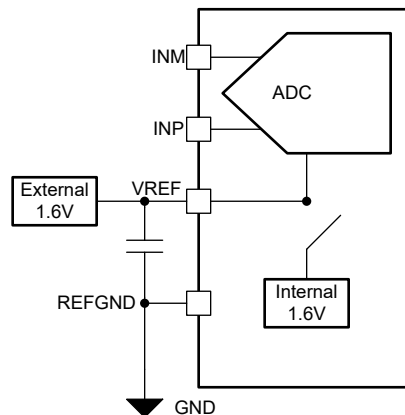 INM
ADC
INP
External
1.6V
VREF
REFGND
Internal
1.6V
GND